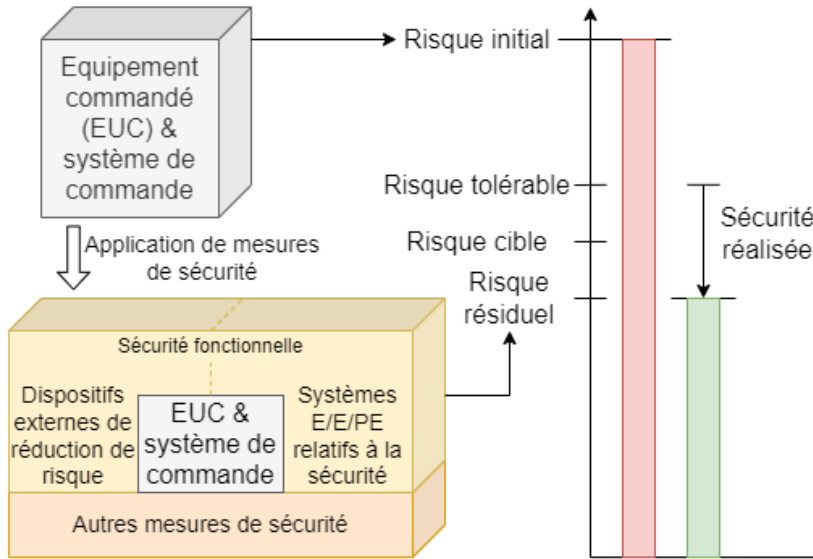 Equipement
commandé
(EUC) &
système de
commande
Risque initial
Risque tolérable
Sécurité
réalisée
Application de mesures
de sécurité
Risque cible
Risque
résiduel
Sécurité fonctionnelle
Dispositifs
externes de
réduction de
risque
EUC &
système de
commande
Systèmes
E/E/PE
relatifs à la
sécurité
Autres mesures de sécurité